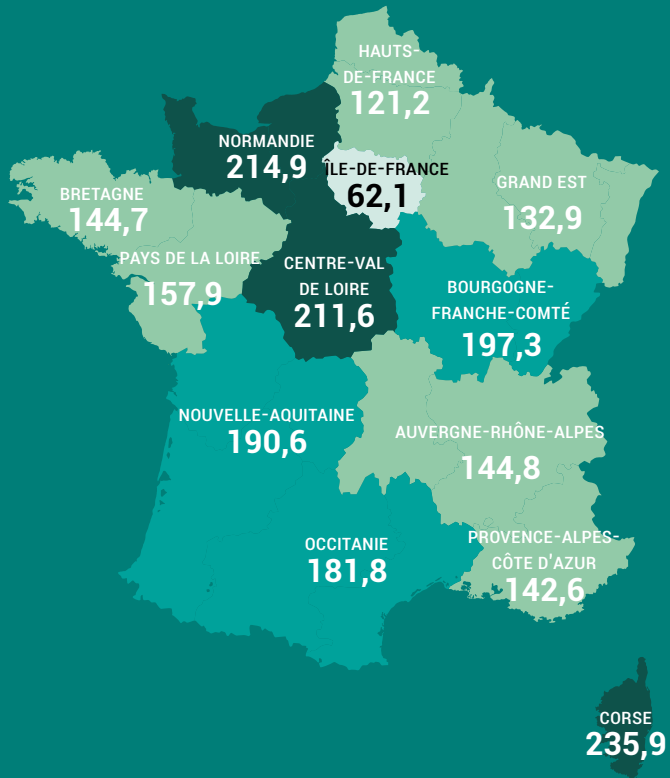 HAUTS-
DE-FRANCE
121,2
NORMANDIE
214,9
ÎLE-DE-FRANCE
62,1
GRAND EST
132,9
BRETAGNE
144,7
PAYS DE LA LOIRE
157,9
CENTRE-VAL
DE LOIRE
211,6
BOURGOGNE-
FRANCHE-COMTÉ
197,3
NOUVELLE-AQUITAINE
190,6
AUVERGNE-RHÔNE-ALPES
144,8
OCCITANIE
181,8
PROVENCE-ALPES-
CÔTE D'AZUR
142,6
CORSE
235,9